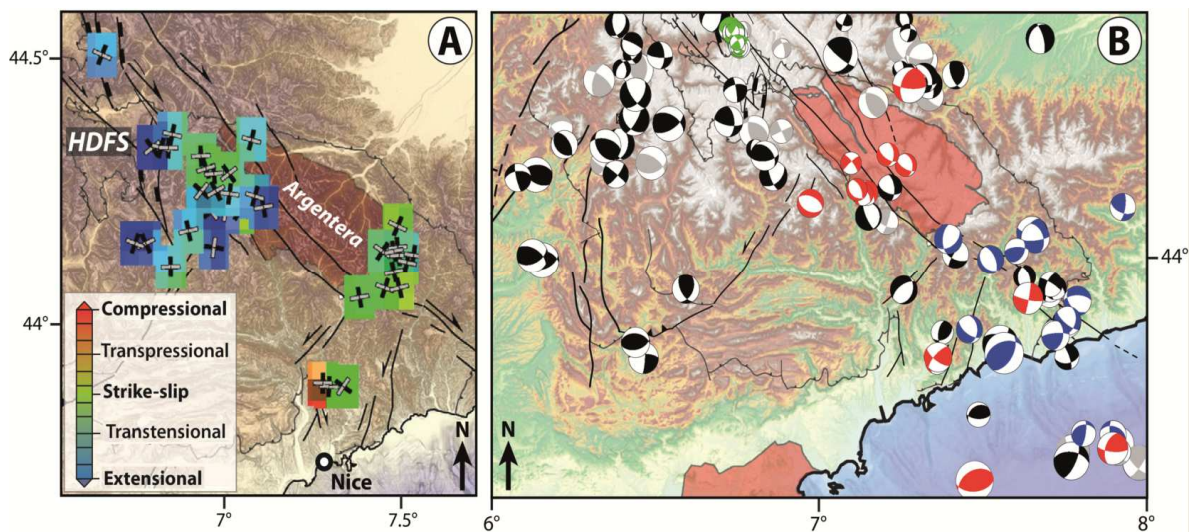 A
B
44.5°
HDFS
Argentera
44°
44°
Compressional
Transpressional
Strike-slip
Transtensional
Extensional
Nice
N
N
7°
7.5°
6°
7°
8°